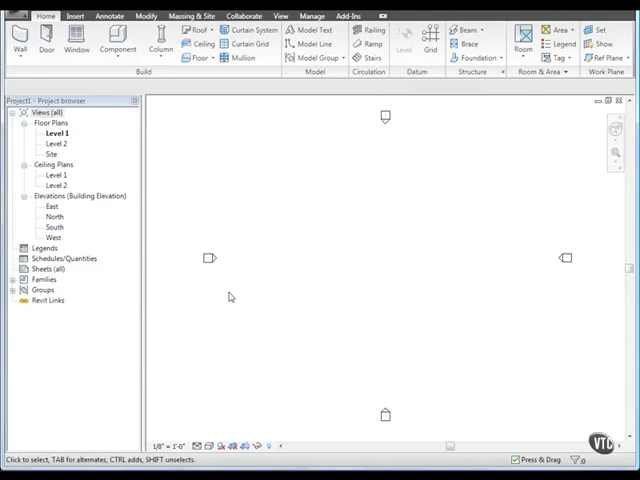 Home Insert Annotate Modify Massing & Site Collaborate View Manage Add-Ins
Wall Door Window Component Column Roof Ceiling Floor Curtain System Curtain Grid Mullion Model Text Model Line Model Group Railing Ramp Stairs Level Grid Beam Brace Foundation Room Area Legend Tag Set Show Ref Plane
Build Model Circulation Datum Structure Room & Area Work Plane
Project1 - Project browser
Views (all)
Floor Plans
Level 1
Level 2
Site
Ceiling Plans
Level 1
Level 2
Elevations (Building Elevation)
East
North
South
West
Legends
Schedules/Quantities
Sheets (all)
Families
Groups
Revit Links
1/8" = 1'-0"
VTC
Click to select, TAB for alternates, CTRL adds, SHIFT unselects.
Press & Drag
:0